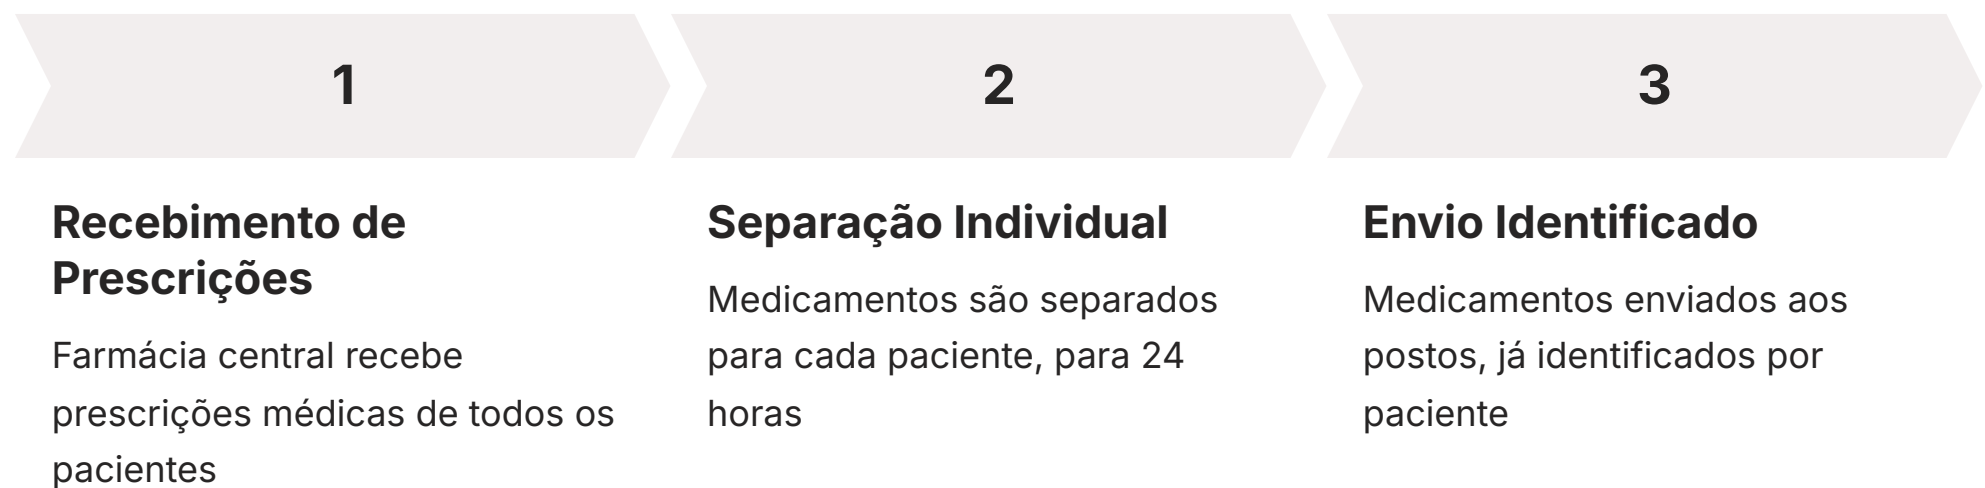 1
Recebimento de
Prescrições
Farmácia central recebe
prescrições médicas de todos os
pacientes
2
Separação Individual
Medicamentos são separados
para cada paciente, para 24
horas
3
Envio Identificado
Medicamentos enviados aos
postos, já identificados por
paciente